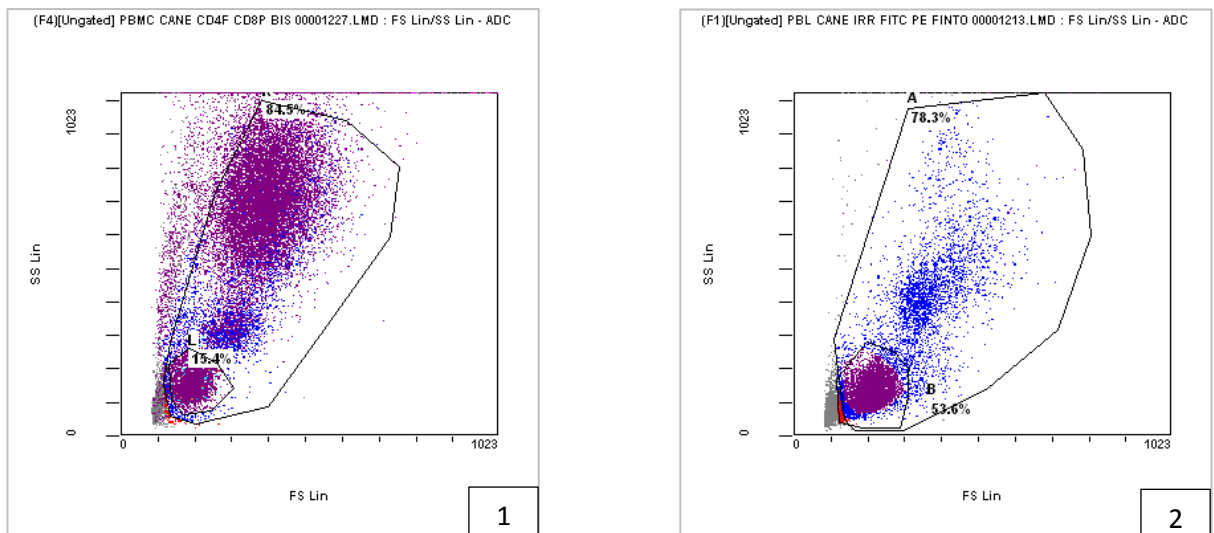 (F4)[Ungated] PBMC CANE CD4F CD8P BIS 00001227.LMD : FS Lin/SS Lin - ADC
84.5%
1023
SS Lin
L
15.4%
0
0
1023
FS Lin
1
(F1)[Ungated] PBL CANE IRR FITC PE FINTO 00001213.LMD : FS Lin/SS Lin - ADC
A
78.3%
1023
SS Lin
B
53.6%
0
0
1023
FS Lin
2